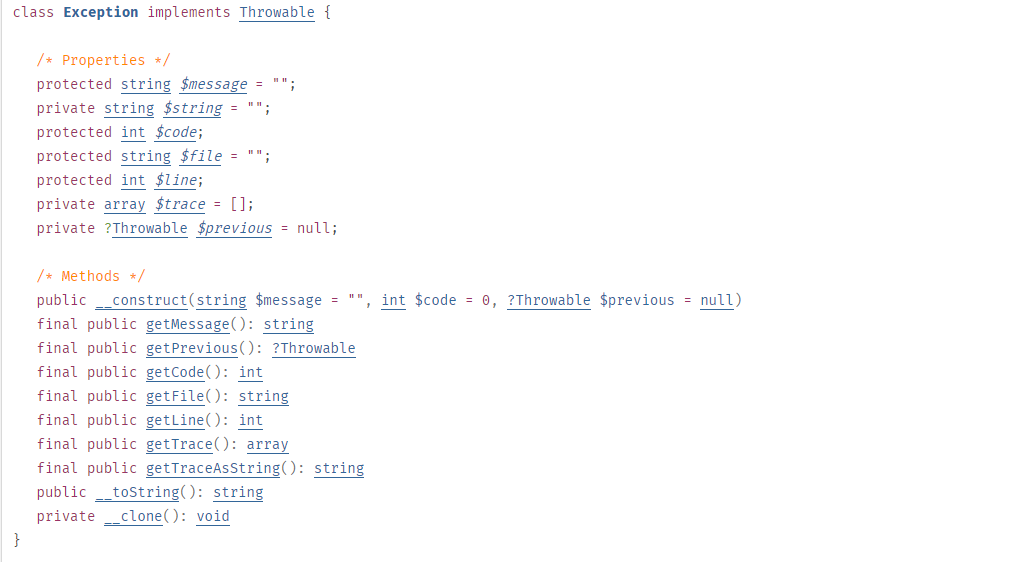 class Exception implements Throwable {
/* Properties */
protected string $message = "";
private string $string = "";
protected int $code;
protected string $file = "";
protected int $line;
private array $trace = [];
private ?Throwable $previous = null;
/* Methods */
public __construct(string $message = "", int $code = 0, ?Throwable $previous = null)
final public getMessage(): string
final public getPrevious(): ?Throwable
final public getCode(): int
final public getFile(): string
final public getLine(): int
final public getTrace(): array
final public getTraceAsString(): string
public __toString(): string
private __clone(): void
}